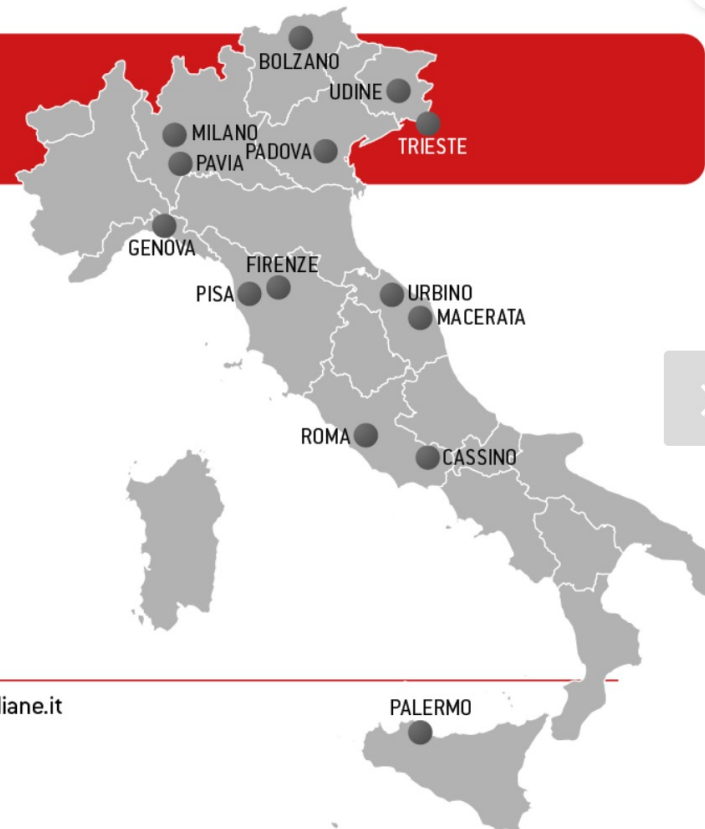 BOLZANO
UDINE
TRIESTE
MILANO
PADOVA
PAVIA
GENOVA
FIRENZE
PISA
URBINO
MACERATA
ROMA
CASSINO
liane.it
PALERMO